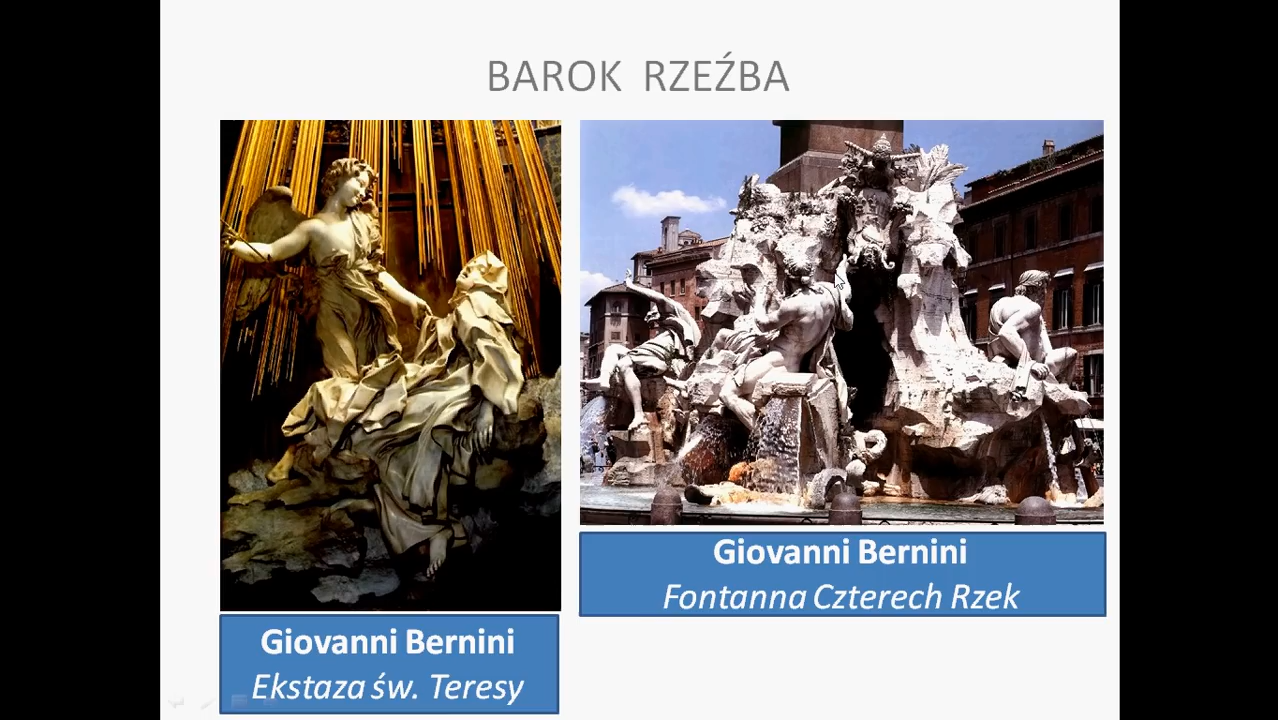 BAROK RZEŹBA
Giovanni Bernini
Fontanna Czterech Rzek
Giovanni Bernini
Ekstaza św. Teresy